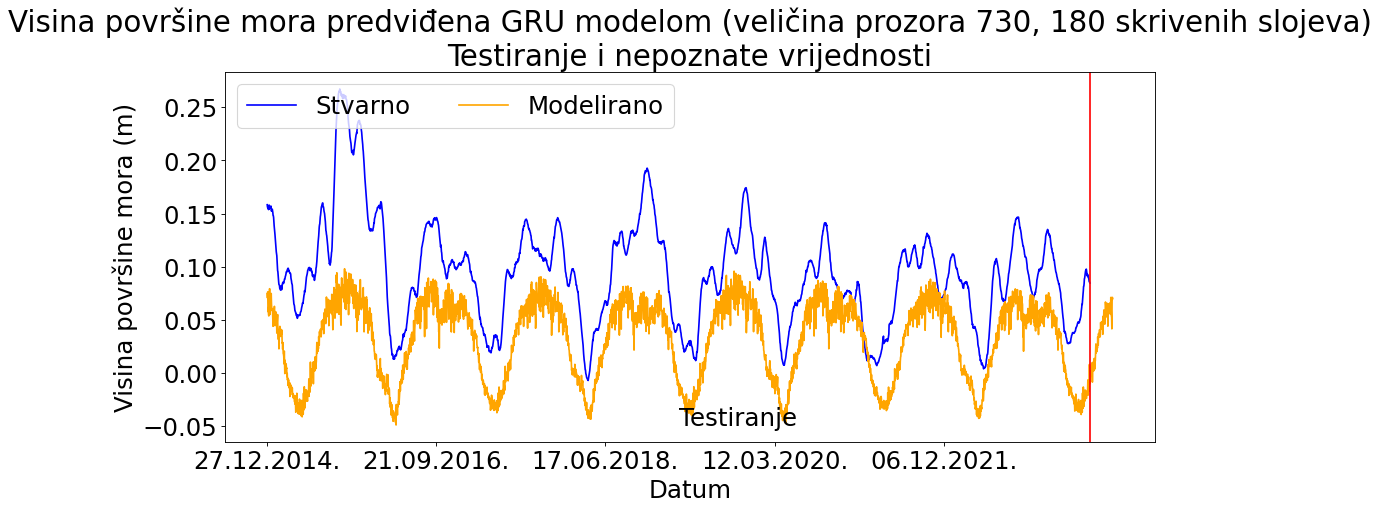 Visina površine mora predviđena GRU modelom (veličina prozora 730, 180 skrivenih slojeva)
Testiranje i nepoznate vrijednosti
Stvarno
Modelirano
Visina površine mora (m)
0.25
0.20
0.15
0.10
0.05
0.00
−0.05
Testiranje
27.12.2014.
21.09.2016.
17.06.2018.
12.03.2020.
06.12.2021.
Datum